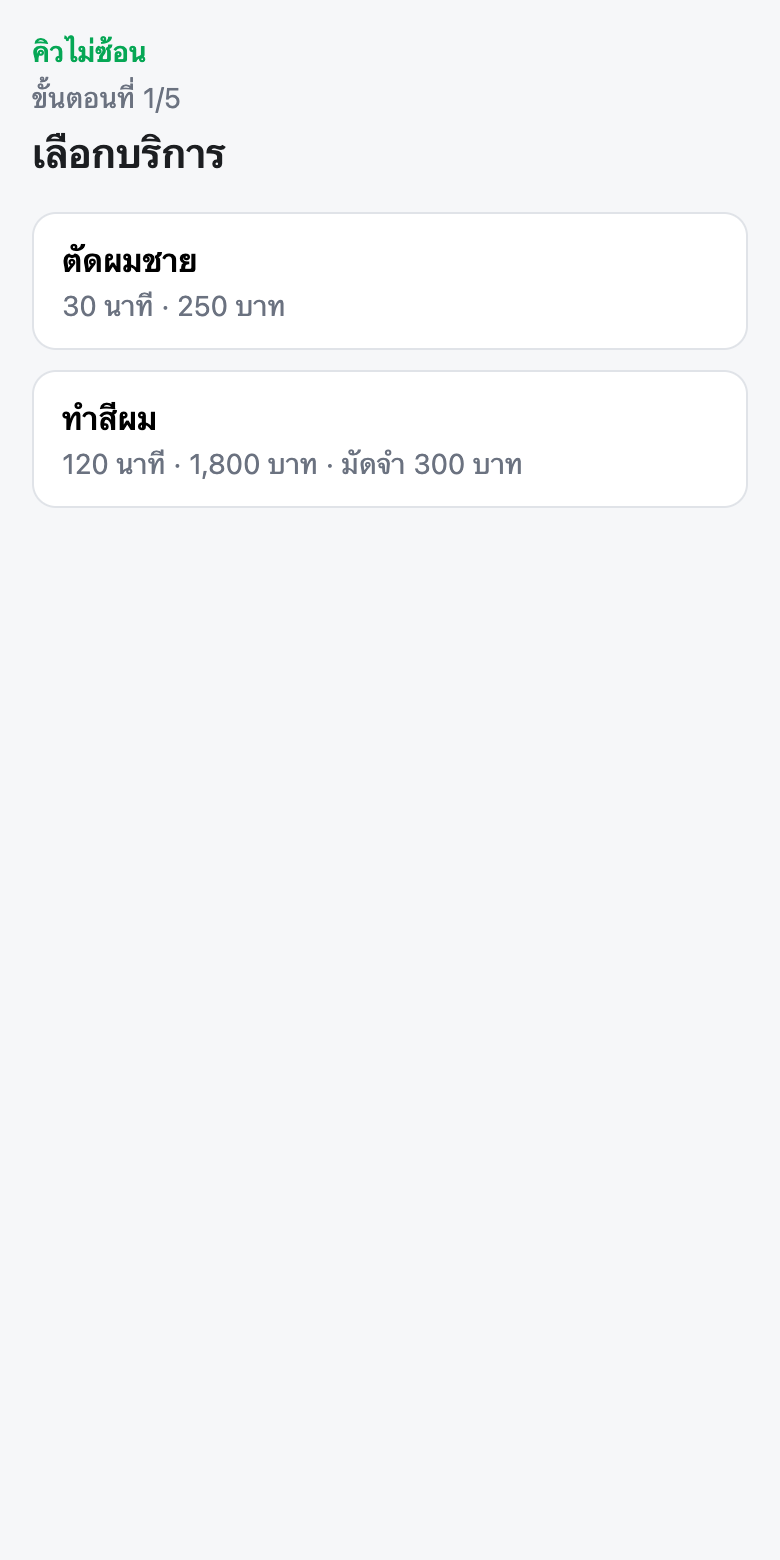 คิวไม่ซ้อน
ขั้นตอนที่ 1/5
เลือกบริการ
ตัดผมชาย
30 นาที · 250 บาท
ทำสีผม
120 นาที · 1,800 บาท · มัดจำ 300 บาท